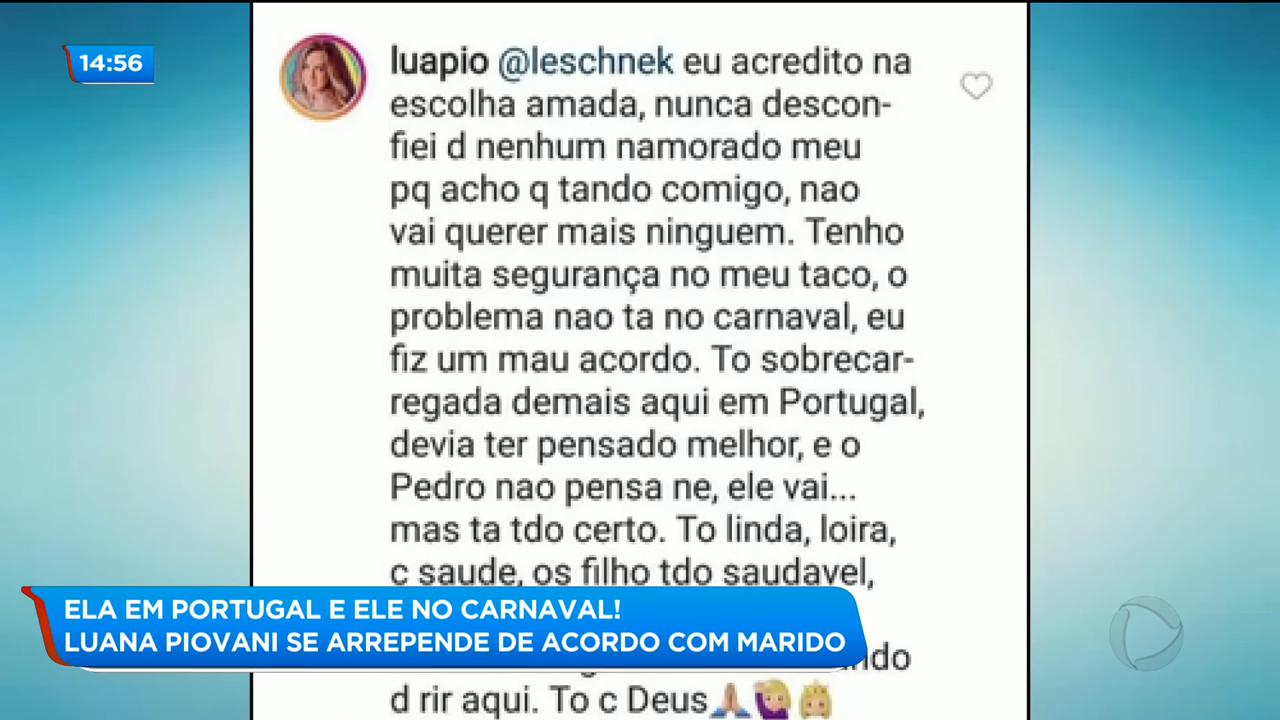 14:56
luapio @leschnek eu acredito na
escolha amada, nunca descon-
fiei d nenhum namorado meu
pq acho q tando comigo, nao
vai querer mais ninguem. Tenho
muita segurança no meu taco, o
problema nao ta no carnaval, eu
fiz um mau acordo. To sobrecar-
regada demais aqui em Portugal,
devia ter pensado melhor, e o
Pedro nao pensa ne, ele vai...
mas ta tdo certo. To linda, loira,
c saude, os filho tdo saudavel,
ELA EM PORTUGAL E ELE NO CARNAVAL!
LUANA PIOVANI SE ARREPENDE DE ACORDO COM MARIDO
d rir aqui. To c Deus🙏🏼🙋🏼‍♀️👸🏼